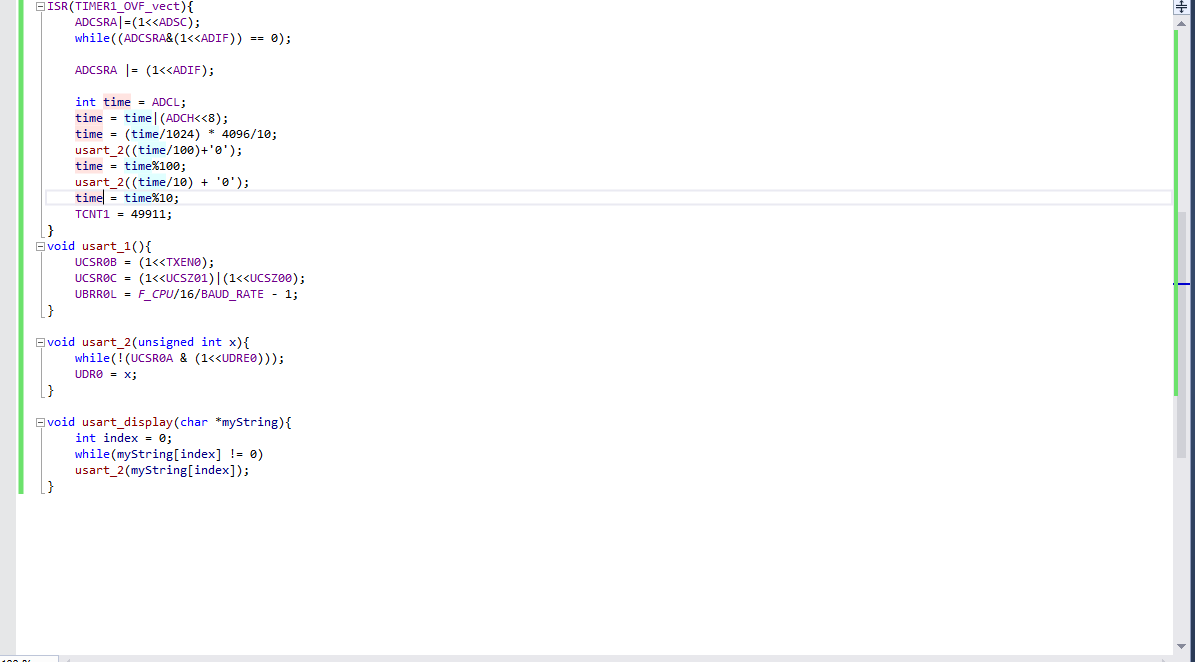 ISR(TIMER1_OVF_vect){
ADCSRA|=(1<<ADSC);
while((ADCSRA&(1<<ADIF)) == 0);
ADCSRA |= (1<<ADIF);
int time = ADCL;
time = time|(ADCH<<8);
time = (time/1024) * 4096/10;
usart_2((time/100)+'0');
time = time%100;
usart_2((time/10) + '0');
time = time%10;
TCNT1 = 49911;
}
void usart_1(){
UCSR0B = (1<<TXEN0);
UCSR0C = (1<<UCSZ01)|(1<<UCSZ00);
UBRR0L = F_CPU/16/BAUD_RATE - 1;
}
void usart_2(unsigned int x){
while(!(UCSR0A & (1<<UDRE0)));
UDR0 = x;
}
void usart_display(char *myString){
int index = 0;
while(myString[index] != 0)
usart_2(myString[index]);
}